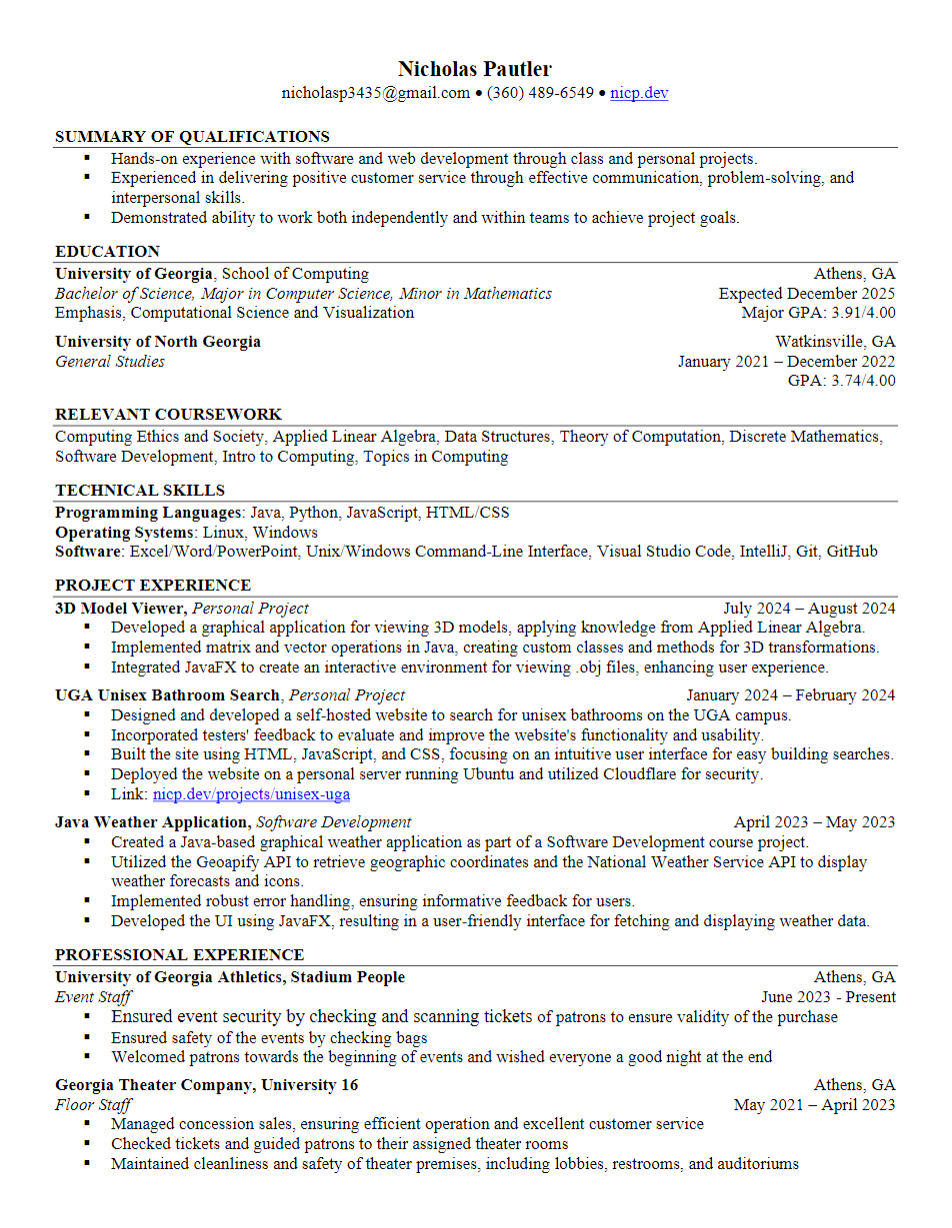 Nicholas Pautler
nicholasp3435@gmail.com ● (360) 489-6549 ● nicp.dev
SUMMARY OF QUALIFICATIONS
▪ Hands-on experience with software and web development through class and personal projects.
▪ Experienced in delivering positive customer service through effective communication, problem-solving, and
interpersonal skills.
▪ Demonstrated ability to work both independently and within teams to achieve project goals.
EDUCATION
University of Georgia, School of Computing Athens, GA
Bachelor of Science, Major in Computer Science, Minor in Mathematics Expected December 2025
Emphasis, Computational Science and Visualization Major GPA: 3.91/4.00
University of North Georgia Watkinsville, GA
General Studies January 2021 – December 2022
GPA: 3.74/4.00
RELEVANT COURSEWORK
Computing Ethics and Society, Applied Linear Algebra, Data Structures, Theory of Computation, Discrete Mathematics,
Software Development, Intro to Computing, Topics in Computing
TECHNICAL SKILLS
Programming Languages: Java, Python, JavaScript, HTML/CSS
Operating Systems: Linux, Windows
Software: Excel/Word/PowerPoint, Unix/Windows Command-Line Interface, Visual Studio Code, IntelliJ, Git, GitHub
PROJECT EXPERIENCE
3D Model Viewer, Personal Project July 2024 – August 2024
▪ Developed a graphical application for viewing 3D models, applying knowledge from Applied Linear Algebra.
▪ Implemented matrix and vector operations in Java, creating custom classes and methods for 3D transformations.
▪ Integrated JavaFX to create an interactive environment for viewing .obj files, enhancing user experience.
UGA Unisex Bathroom Search, Personal Project January 2024 – February 2024
▪ Designed and developed a self-hosted website to search for unisex bathrooms on the UGA campus.
▪ Incorporated testers' feedback to evaluate and improve the website's functionality and usability.
▪ Built the site using HTML, JavaScript, and CSS, focusing on an intuitive user interface for easy building searches.
▪ Deployed the website on a personal server running Ubuntu and utilized Cloudflare for security.
▪ Link: nicp.dev/projects/unisex-uga
Java Weather Application, Software Development April 2023 – May 2023
▪ Created a Java-based graphical weather application as part of a Software Development course project.
▪ Utilized the Geoapify API to retrieve geographic coordinates and the National Weather Service API to display
weather forecasts and icons.
▪ Implemented robust error handling, ensuring informative feedback for users.
▪ Developed the UI using JavaFX, resulting in a user-friendly interface for fetching and displaying weather data.
PROFESSIONAL EXPERIENCE
University of Georgia Athletics, Stadium People Athens, GA
Event Staff June 2023 - Present
▪ Ensured event security by checking and scanning tickets of patrons to ensure validity of the purchase
▪ Ensured safety of the events by checking bags
▪ Welcomed patrons towards the beginning of events and wished everyone a good night at the end
Georgia Theater Company, University 16 Athens, GA
Floor Staff May 2021 – April 2023
▪ Managed concession sales, ensuring efficient operation and excellent customer service
▪ Checked tickets and guided patrons to their assigned theater rooms
▪ Maintained cleanliness and safety of theater premises, including lobbies, restrooms, and auditoriums